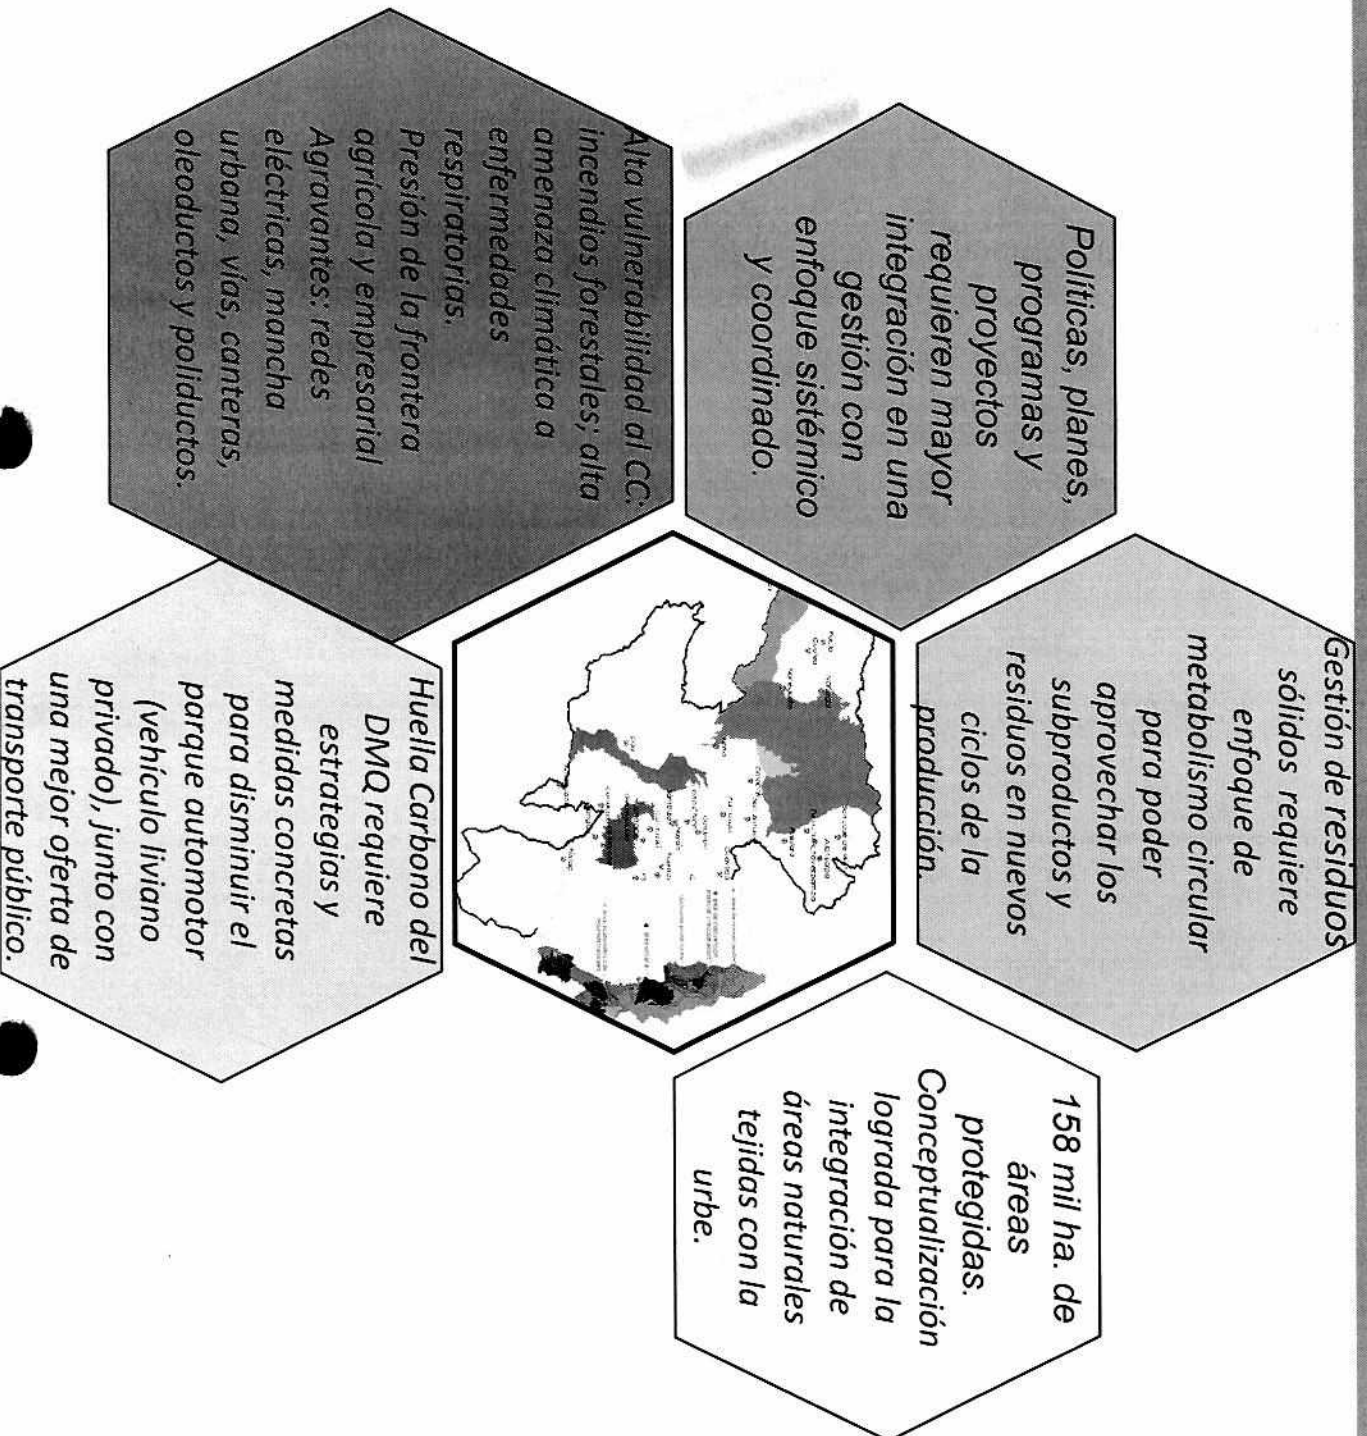 Gestión de residuos
sólidos requiere
enfoque de
metabolismo circular
para poder
aprovechar los
subproductos y
residuos en nuevos
ciclos de la
producción.
Políticas, planes,
programas y
proyectos
requieren mayor
integración en una
gestión con
enfoque sistémico
y coordinado.
158 mil ha. de
áreas
protegidas.
Conceptualización
lograda para la
integración de
áreas naturales
tejidas con la
urbe.
Alta vulnerabilidad al CC:
incendios forestales; alta
amenaza climática a
enfermedades
respiratorias.
Presión de la frontera
agrícola y empresarial
Agravantes: redes
eléctricas, mancha
urbana, vías, canteras,
oleoductos y poliductos.
Huella Carbono del
DMQ requiere
estrategias y
medidas concretas
para disminuir el
parque automotor
(vehículo liviano
privado), junto con
una mejor oferta de
transporte público.